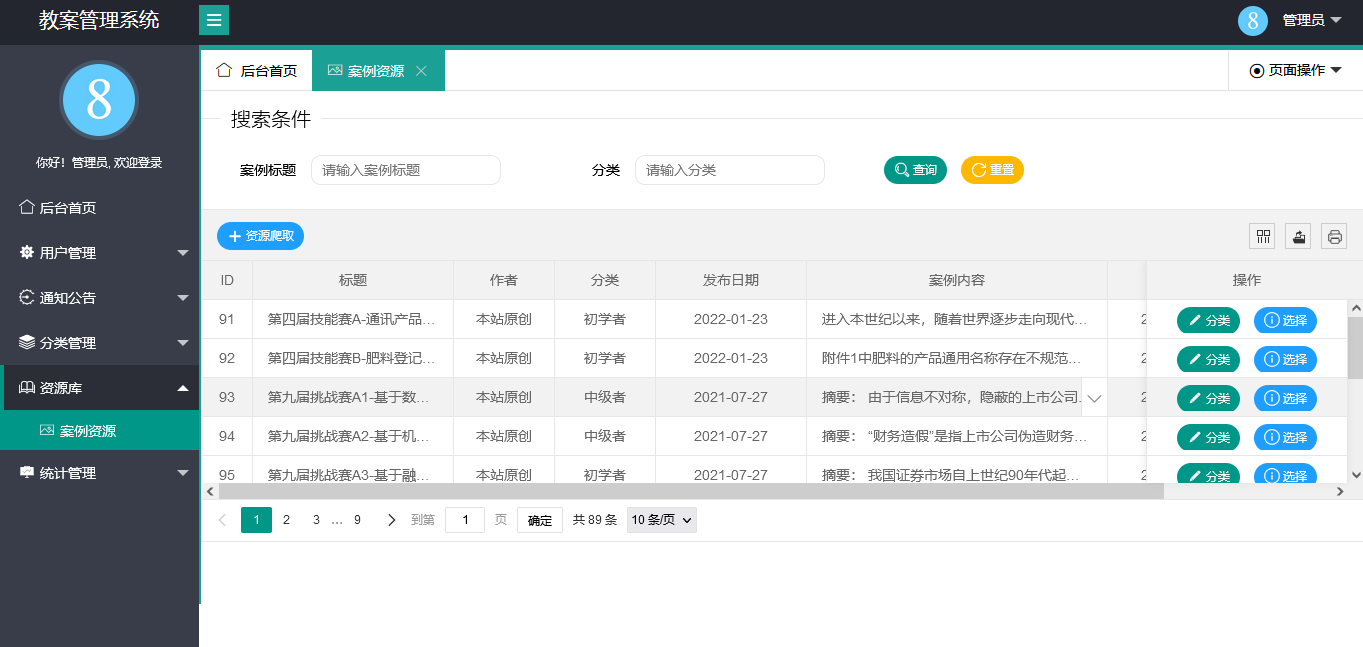 教案管理系统
8 管理员
后台首页 案例资源 页面操作
8
你好！管理员, 欢迎登录
后台首页
用户管理
通知公告
分类管理
资源库
案例资源
统计管理
搜索条件
案例标题 请输入案例标题 分类 请输入分类 查询 重置
资源爬取
ID 标题 作者 分类 发布日期 案例内容 操作
91 第四届技能赛A-通讯产品... 本站原创 初学者 2022-01-23 进入本世纪以来，随着世界逐步走向现代... 2 分类 选择
92 第四届技能赛B-肥料登记... 本站原创 初学者 2022-01-23 附件1中肥料的产品通用名称存在不规范... 2 分类 选择
93 第九届挑战赛A1-基于数... 本站原创 中级者 2021-07-27 摘要： 由于信息不对称，隐蔽的上市公司. 2 分类 选择
94 第九届挑战赛A2-基于机... 本站原创 中级者 2021-07-27 摘要： “财务造假”是指上市公司伪造财务... 2 分类 选择
95 第九届挑战赛A3-基于融... 本站原创 初学者 2021-07-27 摘要： 我国证券市场自上世纪90年代起... 2 分类 选择
1 2 3 … 9 到第 1 页 确定 共 89 条 10 条/页